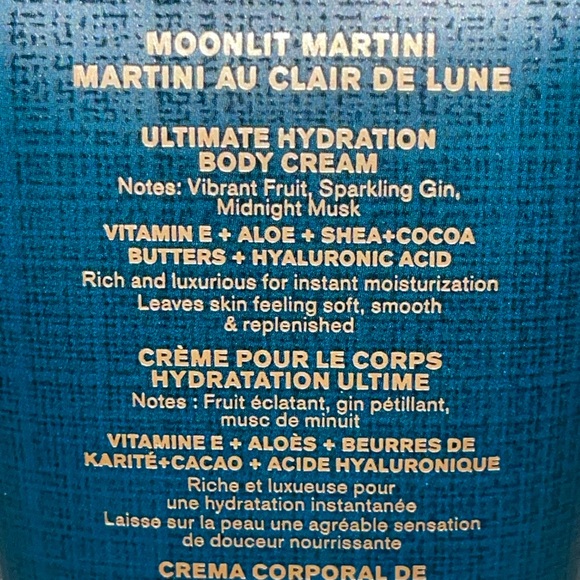 MOONLIT MARTINI
MARTINI AU CLAIR DE LUNE
ULTIMATE HYDRATION
BODY CREAM
Notes: Vibrant Fruit, Sparkling Gin,
Midnight Musk
VITAMIN E + ALOE + SHEA+COCOA
BUTTERS + HYALURONIC ACID
Rich and luxurious for instant moisturization
Leaves skin feeling soft, smooth
& replenished
CRÈME POUR LE CORPS
HYDRATATION ULTIME
Notes : Fruit éclatant, gin pétillant,
musc de minuit
VITAMINE E + ALOÈS + BEURRES DE
KARITÉ+CACAO + ACIDE HYALURONIQUE
Riche et luxueuse pour
une hydratation instantanée
Laisse sur la peau une agréable sensation
de douceur nourrissante
CREMA CORPORAL DE